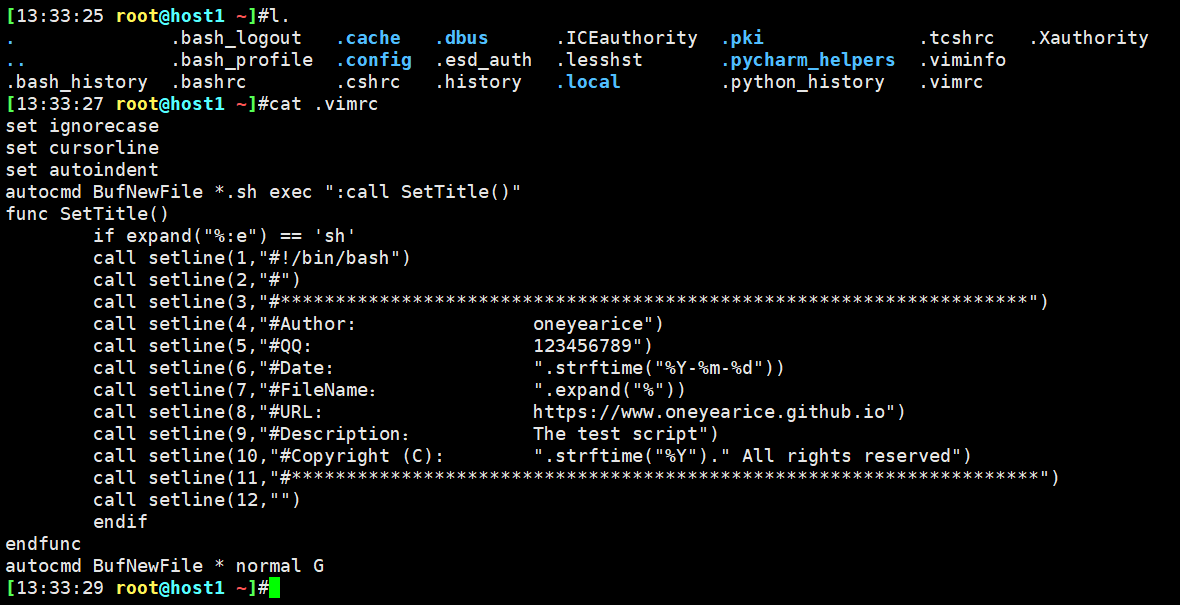 [13:33:25 root@host1 ~]#l.
.               .bash_logout   .cache   .dbus      .ICEauthority  .pki              .tcshrc   .Xauthority
..              .bash_profile  .config  .esd_auth  .lesshst       .pycharm_helpers  .viminfo
.bash_history  .bashrc        .cshrc   .history   .local         .python_history   .vimrc
[13:33:27 root@host1 ~]#cat .vimrc
set ignorecase
set cursorline
set autoindent
autocmd BufNewFile *.sh exec ":call SetTitle()"
func SetTitle()
        if expand("%:e") == 'sh'
        call setline(1,"#!/bin/bash")
        call setline(2,"#")
        call setline(3,"#********************************************************************")
        call setline(4,"#Author:                oneyearice")
        call setline(5,"#QQ:                    123456789")
        call setline(6,"#Date:                  ".strftime("%Y-%m-%d"))
        call setline(7,"#FileName：             ".expand("%"))
        call setline(8,"#URL:                   https://www.oneyearice.github.io")
        call setline(9,"#Description：          The test script")
        call setline(10,"#Copyright (C):        ".strftime("%Y")." All rights reserved")
        call setline(11,"#********************************************************************")
        call setline(12,"")
        endif
endfunc
autocmd BufNewFile * normal G
[13:33:29 root@host1 ~]#